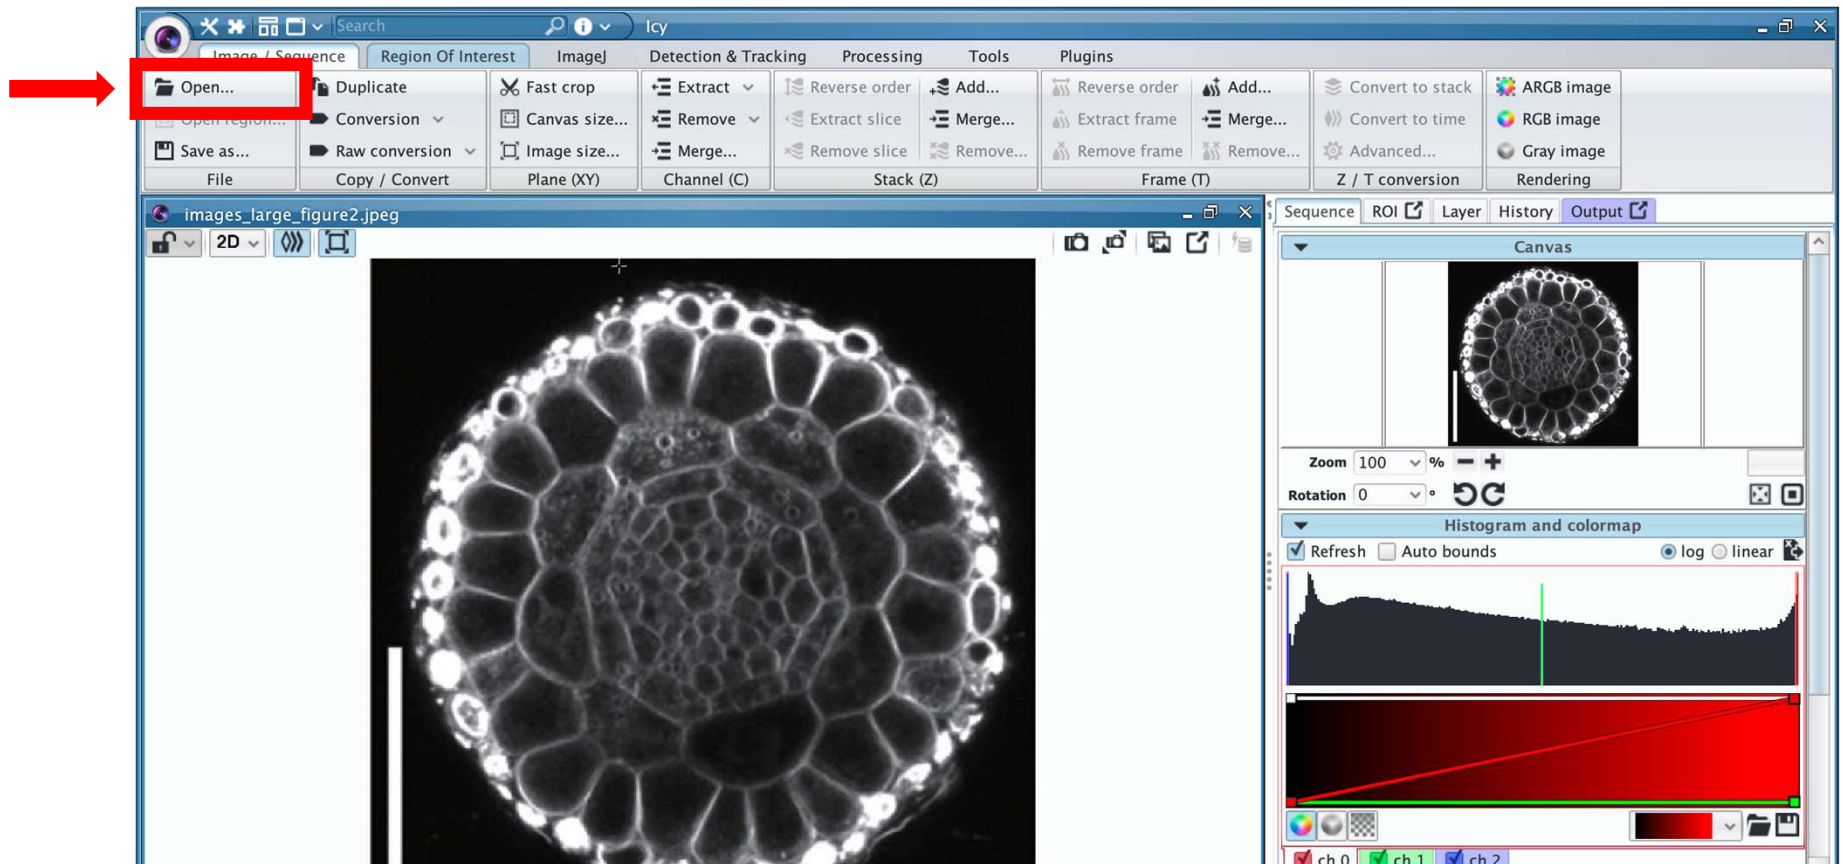 Search
Icy
Image / Sequence Region Of Interest ImageJ Detection & Tracking Processing Tools Plugins
Open... Duplicate Fast crop Extract Reverse order Add... Reverse order Add... Convert to stack ARGB image
Open region... Conversion Canvas size... Remove Extract slice Merge... Extract frame Merge... Convert to time RGB image
Save as... Raw conversion Image size... Merge... Remove slice Remove... Remove frame Remove... Advanced... Gray image
File Copy / Convert Plane (XY) Channel (C) Stack (Z) Frame (T) Z / T conversion Rendering
images_large_figure2.jpeg
2D
Sequence ROI Layer History Output
Canvas
Zoom 100 %
Rotation 0 °
Histogram and colormap
Refresh Auto bounds log linear
ch 0 ch 1 ch 2